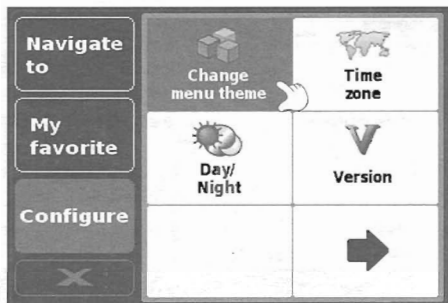 Navigate
to
My
favorite
Configure
Change
menu theme
Time
zone
Day/
Night
Version